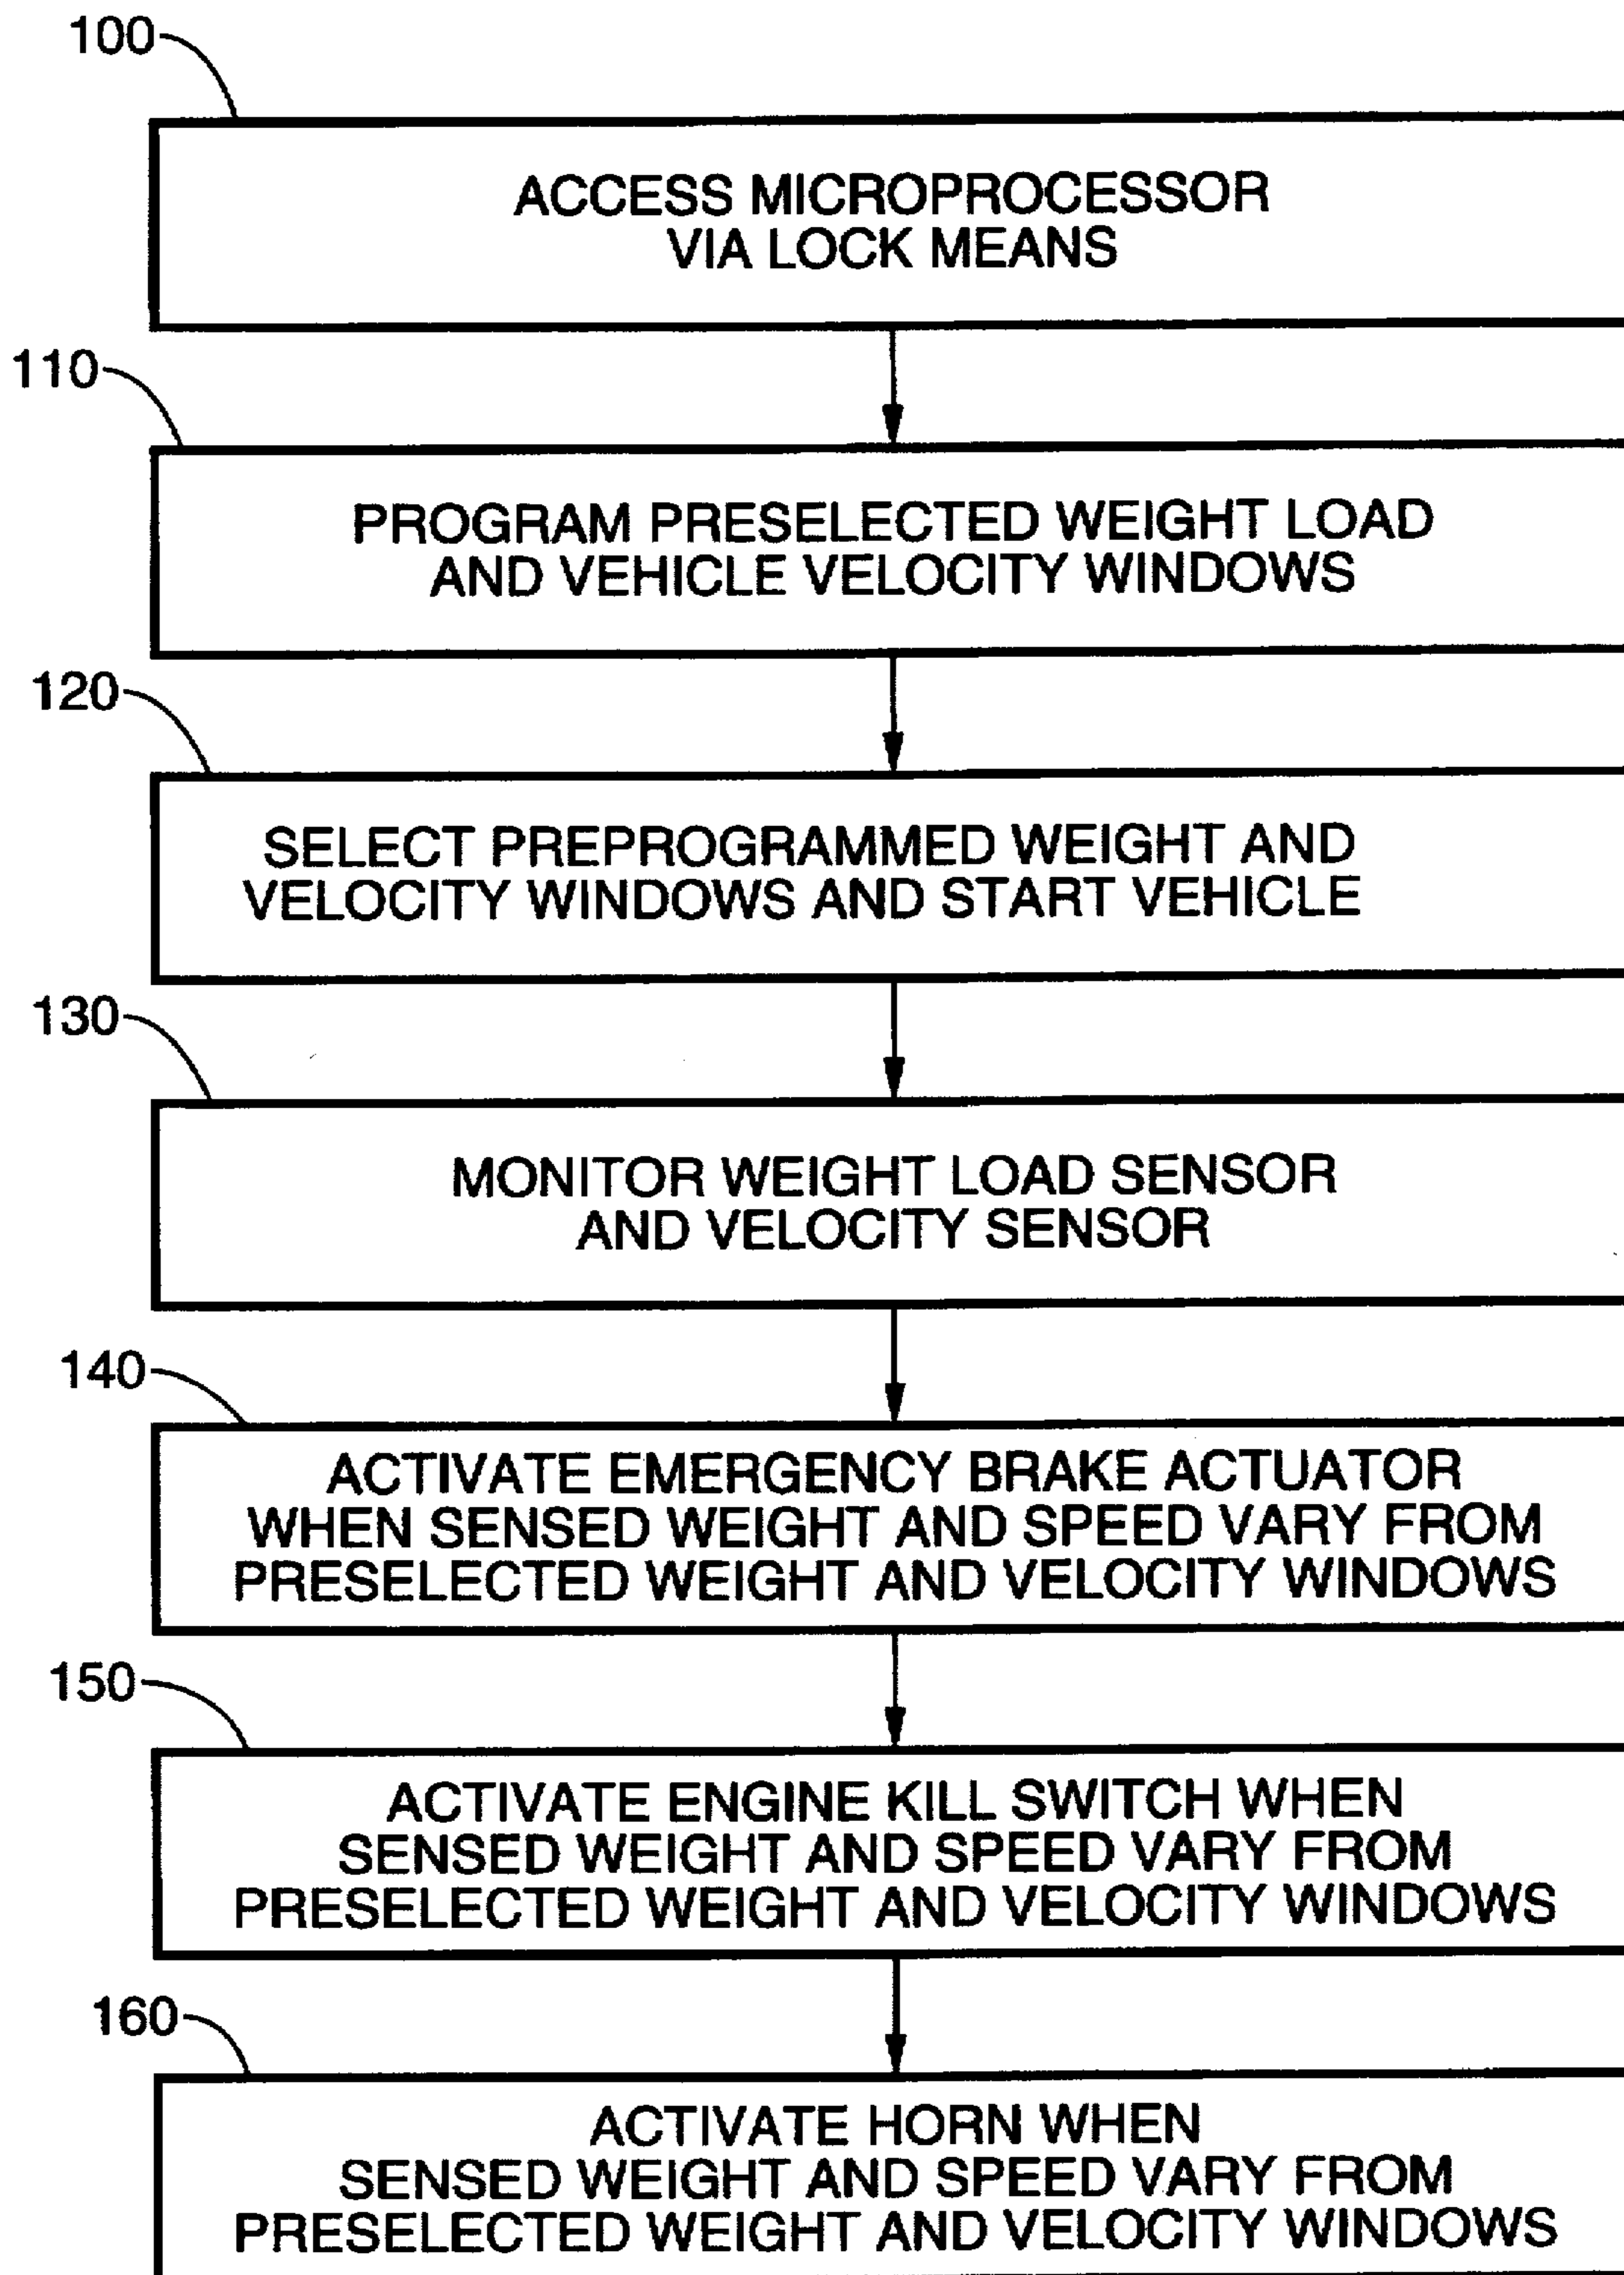 100
ACCESS MICROPROCESSOR
VIA LOCK MEANS
110
PROGRAM PRESELECTED WEIGHT LOAD
AND VEHICLE VELOCITY WINDOWS
120
SELECT PREPROGRAMMED WEIGHT AND
VELOCITY WINDOWS AND START VEHICLE
130
MONITOR WEIGHT LOAD SENSOR
AND VELOCITY SENSOR
140
ACTIVATE EMERGENCY BRAKE ACTUATOR
WHEN SENSED WEIGHT AND SPEED VARY FROM
PRESELECTED WEIGHT AND VELOCITY WINDOWS
150
ACTIVATE ENGINE KILL SWITCH WHEN
SENSED WEIGHT AND SPEED VARY FROM
PRESELECTED WEIGHT AND VELOCITY WINDOWS
160
ACTIVATE HORN WHEN
SENSED WEIGHT AND SPEED VARY FROM
PRESELECTED WEIGHT AND VELOCITY WINDOWS